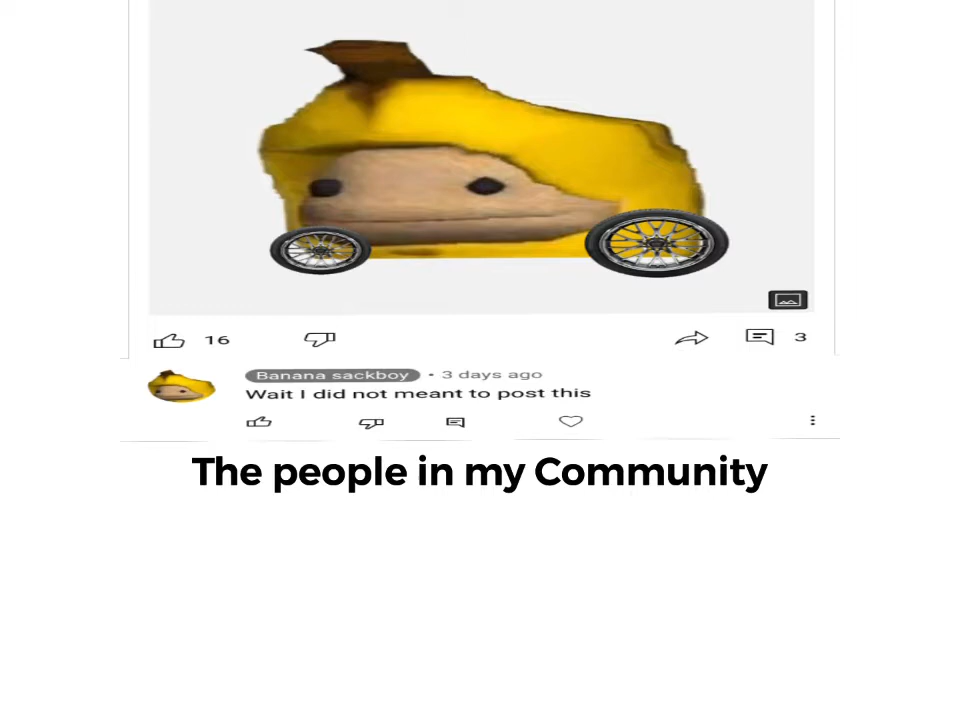 16
3
Banana sackboy • 3 days ago
Wait I did not meant to post this
The people in my Community